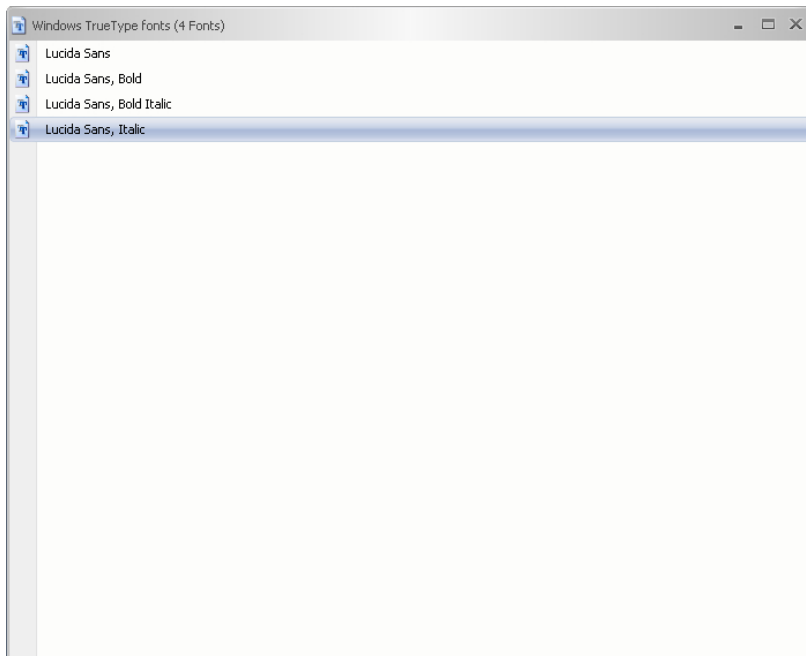 Windows TrueType fonts (4 Fonts)
Lucida Sans
Lucida Sans, Bold
Lucida Sans, Bold Italic
Lucida Sans, Italic